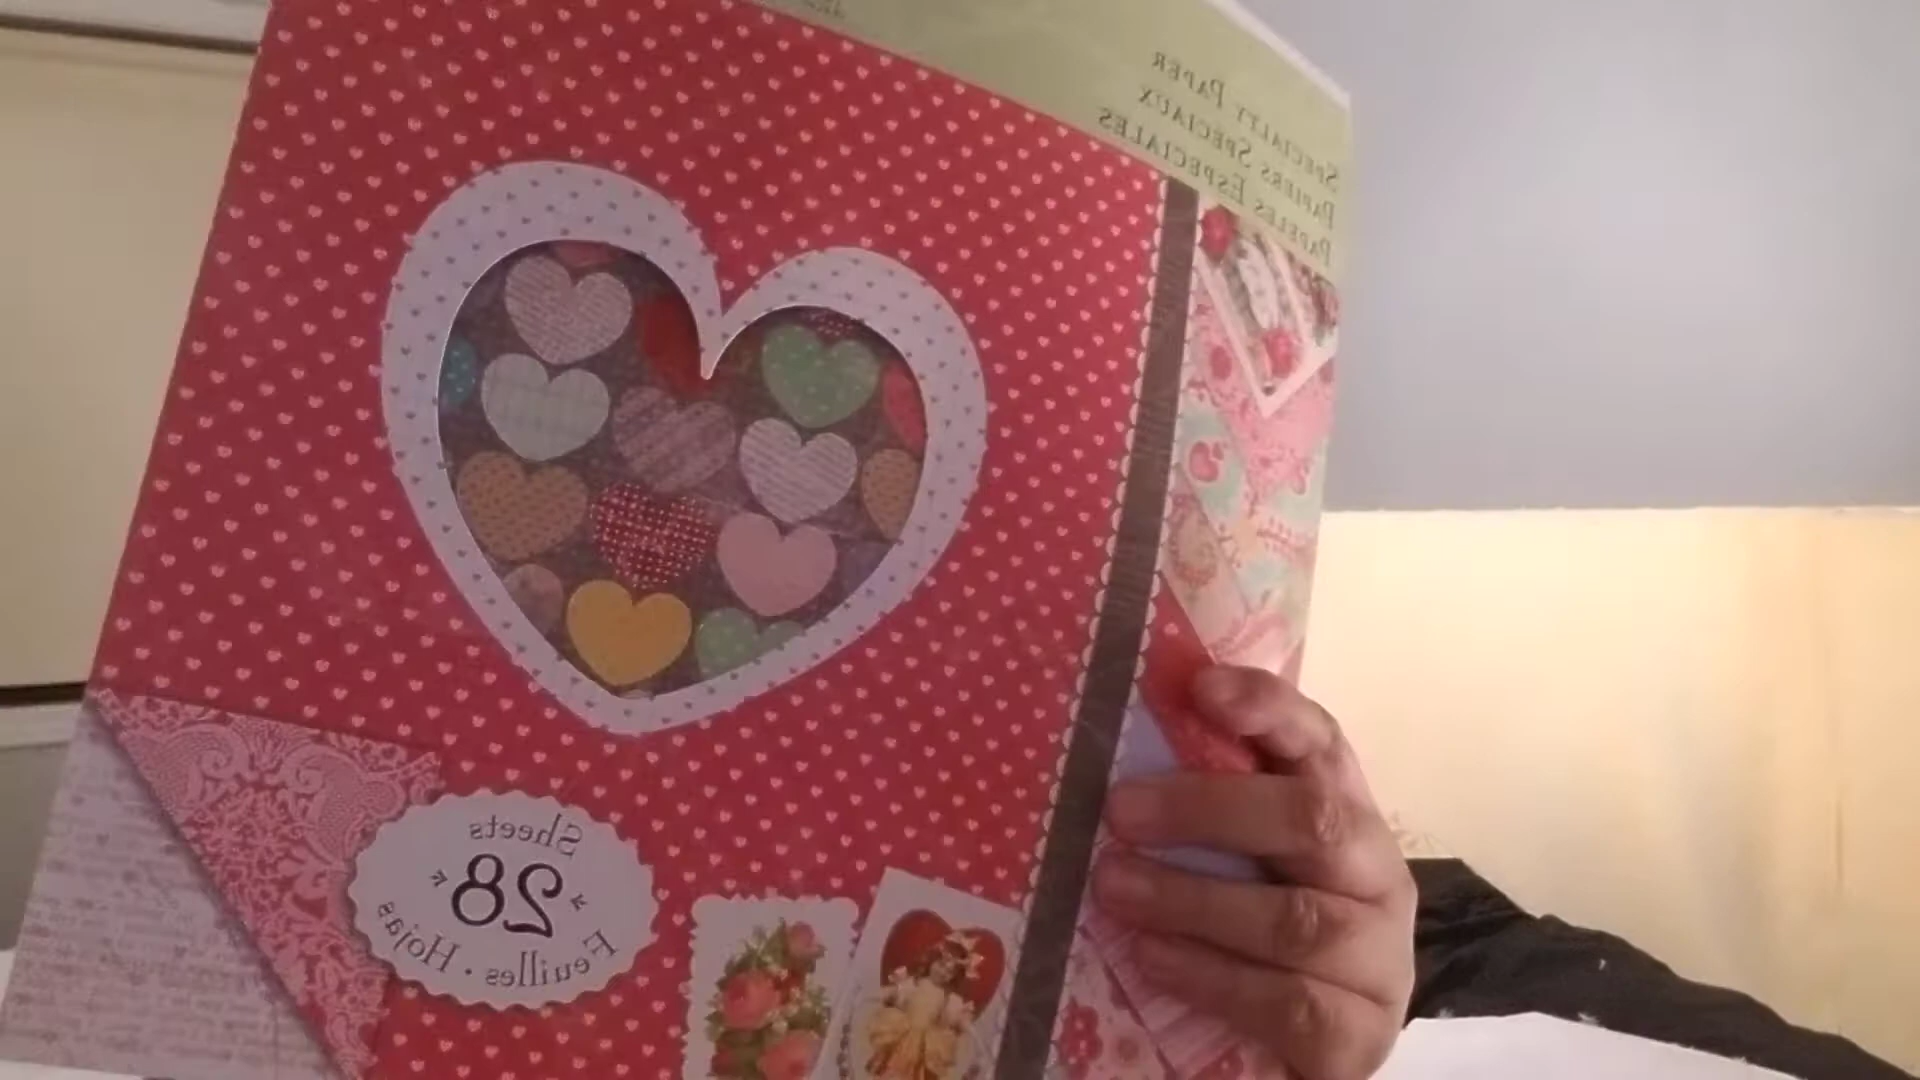 SPECIALTY PAPER
PAPIERS SPÉCIAUX
PAPELES ESPECIALES
Sheets
28
Feuilles • Hojas